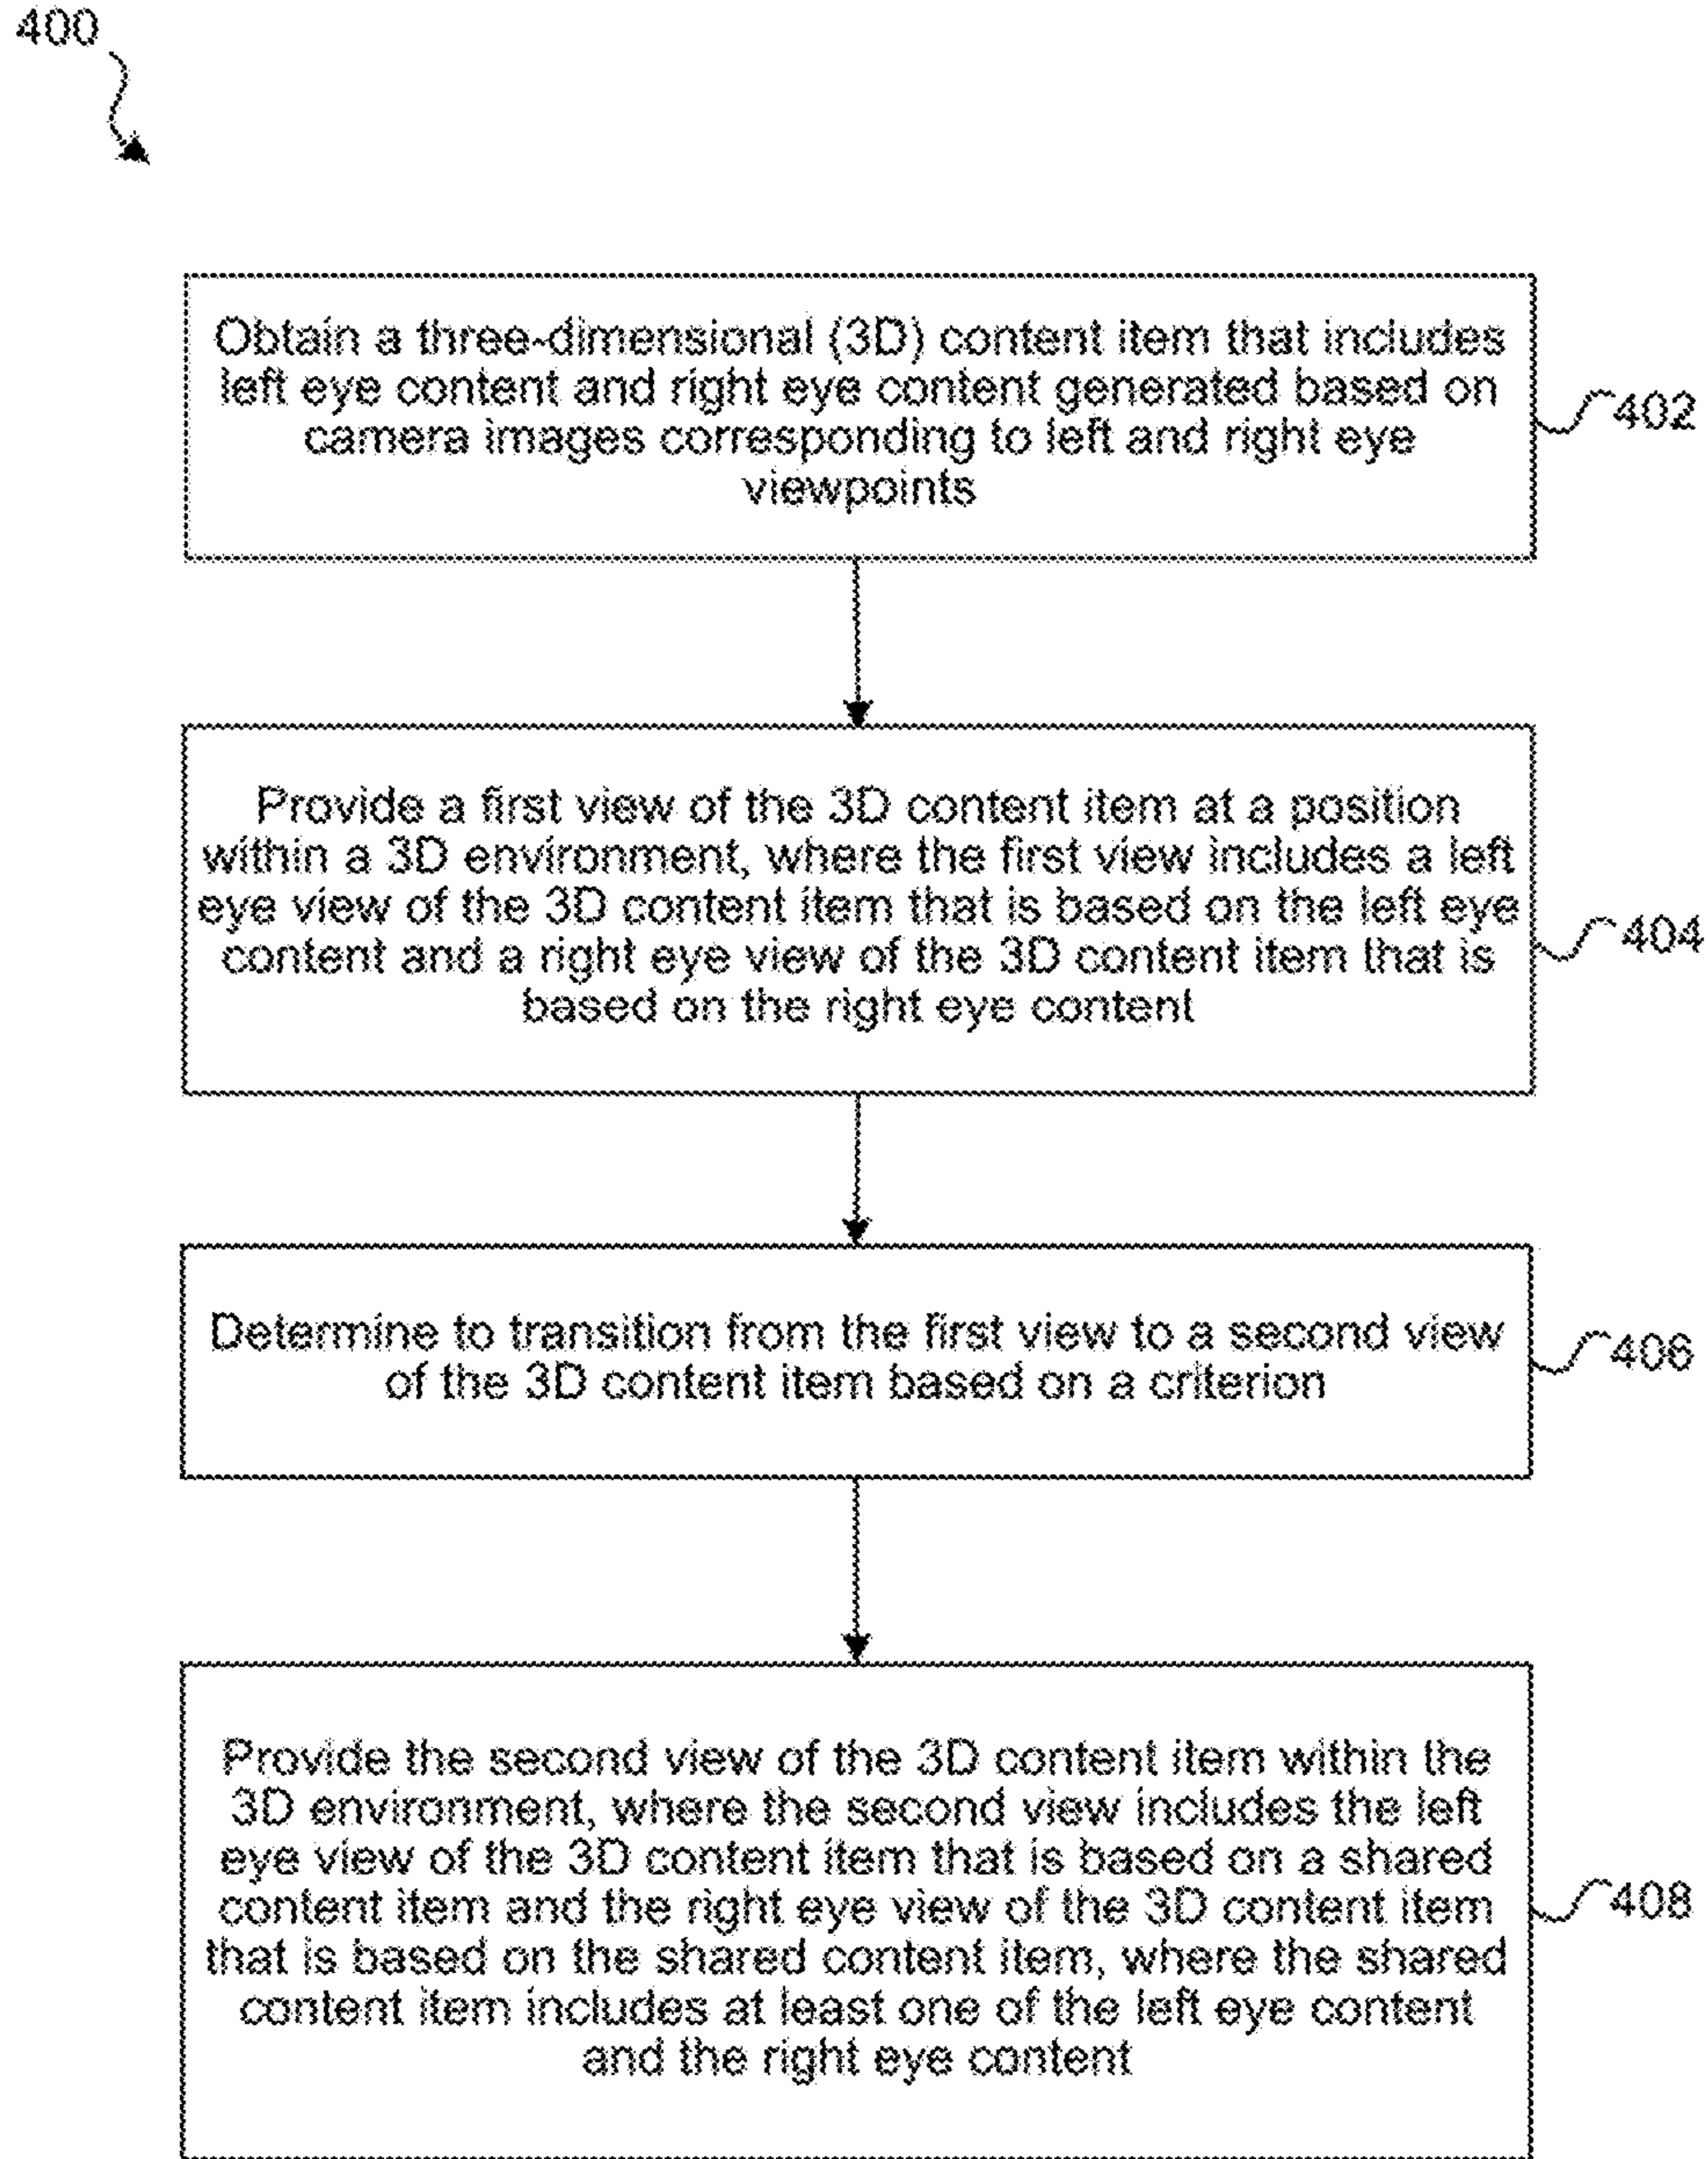 400
Obtain a three-dimensional (3D) content item that includes
left eye content and right eye content generated based on
camera images corresponding to left and right eye
viewpoints
402
Provide a first view of the 3D content item at a position
within a 3D environment, where the first view includes a left
eye view of the 3D content item that is based on the left eye
content and a right eye view of the 3D content item that is
based on the right eye content
404
Determine to transition from the first view to a second view
of the 3D content item based on a criterion
406
Provide the second view of the 3D content item within the
3D environment, where the second view includes the left
eye view of the 3D content item that is based on a shared
content item and the right eye view of the 3D content item
that is based on the shared content item, where the shared
content item includes at least one of the left eye content
and the right eye content
408